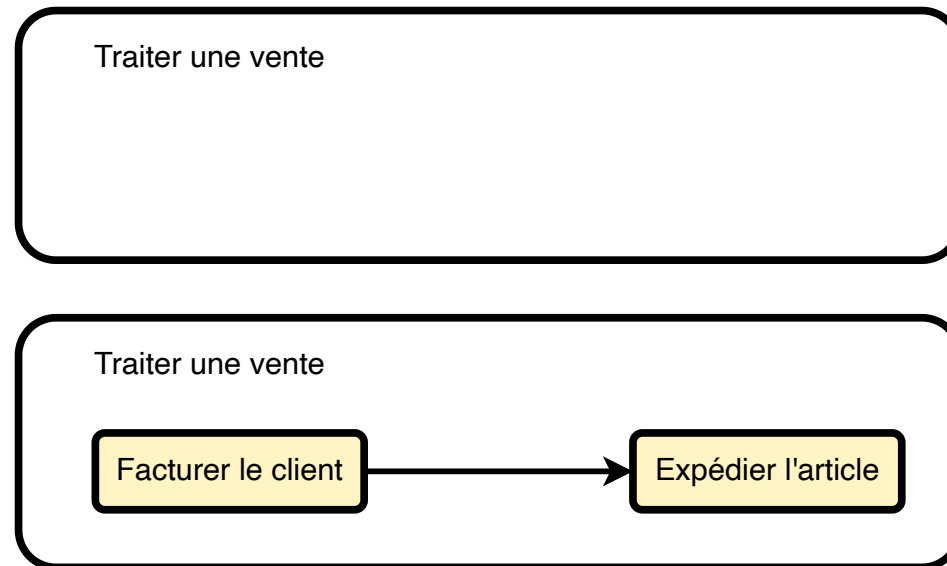 Traiter une vente
Traiter une vente
Facturer le client
Expédier l'article